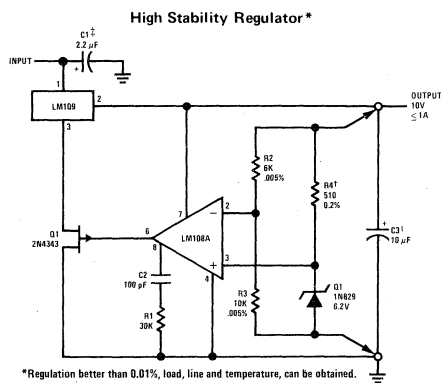 High Stability Regulator*
C1‡
2.2 µF
+
INPUT
1
LM109
2
3
OUTPUT
10V
≤ 1A
R2
6K
.005%
R4†
510
0.2%
7
2
−
6
LM108A
8
+
3
4
Q1
2N4343
+
C3‡
10 µF
C2
100 pF
R3
10K
.005%
Q1
1N829
6.2V
R1
30K
*Regulation better than 0.01%, load, line and temperature, can be obtained.